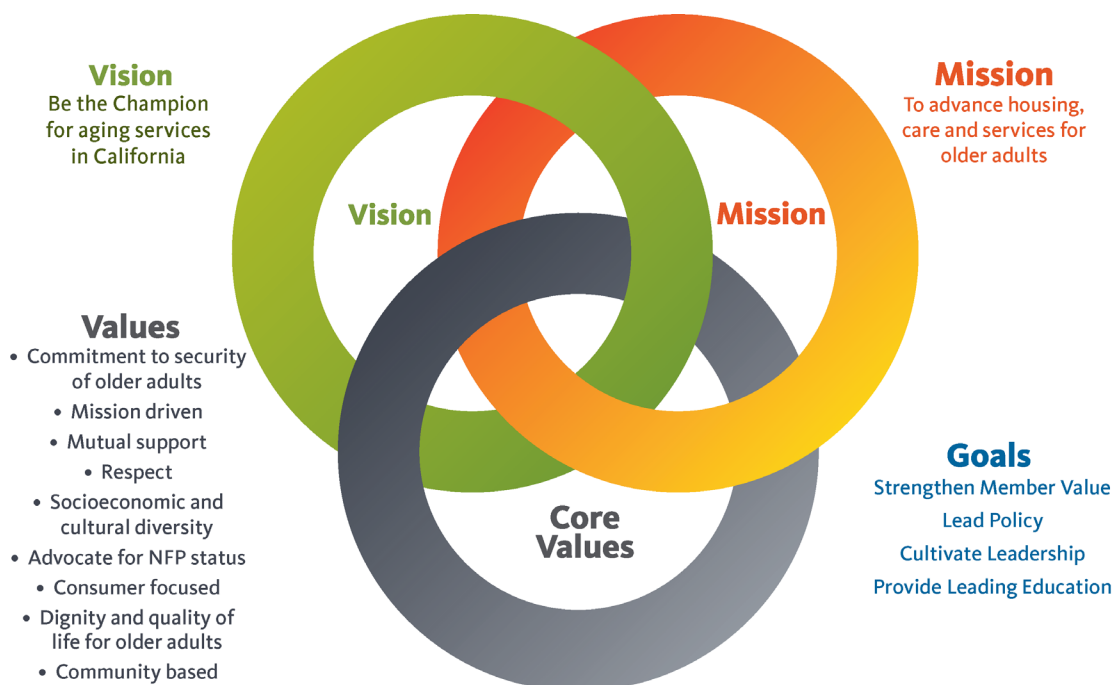 Vision
Be the Champion
for aging services
in California
Mission
To advance housing,
care and services for
older adults
Vision
Mission
Values
• Commitment to security
of older adults
• Mission driven
• Mutual support
• Respect
• Socioeconomic and
cultural diversity
• Advocate for NFP status
• Consumer focused
• Dignity and quality of
life for older adults
• Community based
Core
Values
Goals
Strengthen Member Value
Lead Policy
Cultivate Leadership
Provide Leading Education